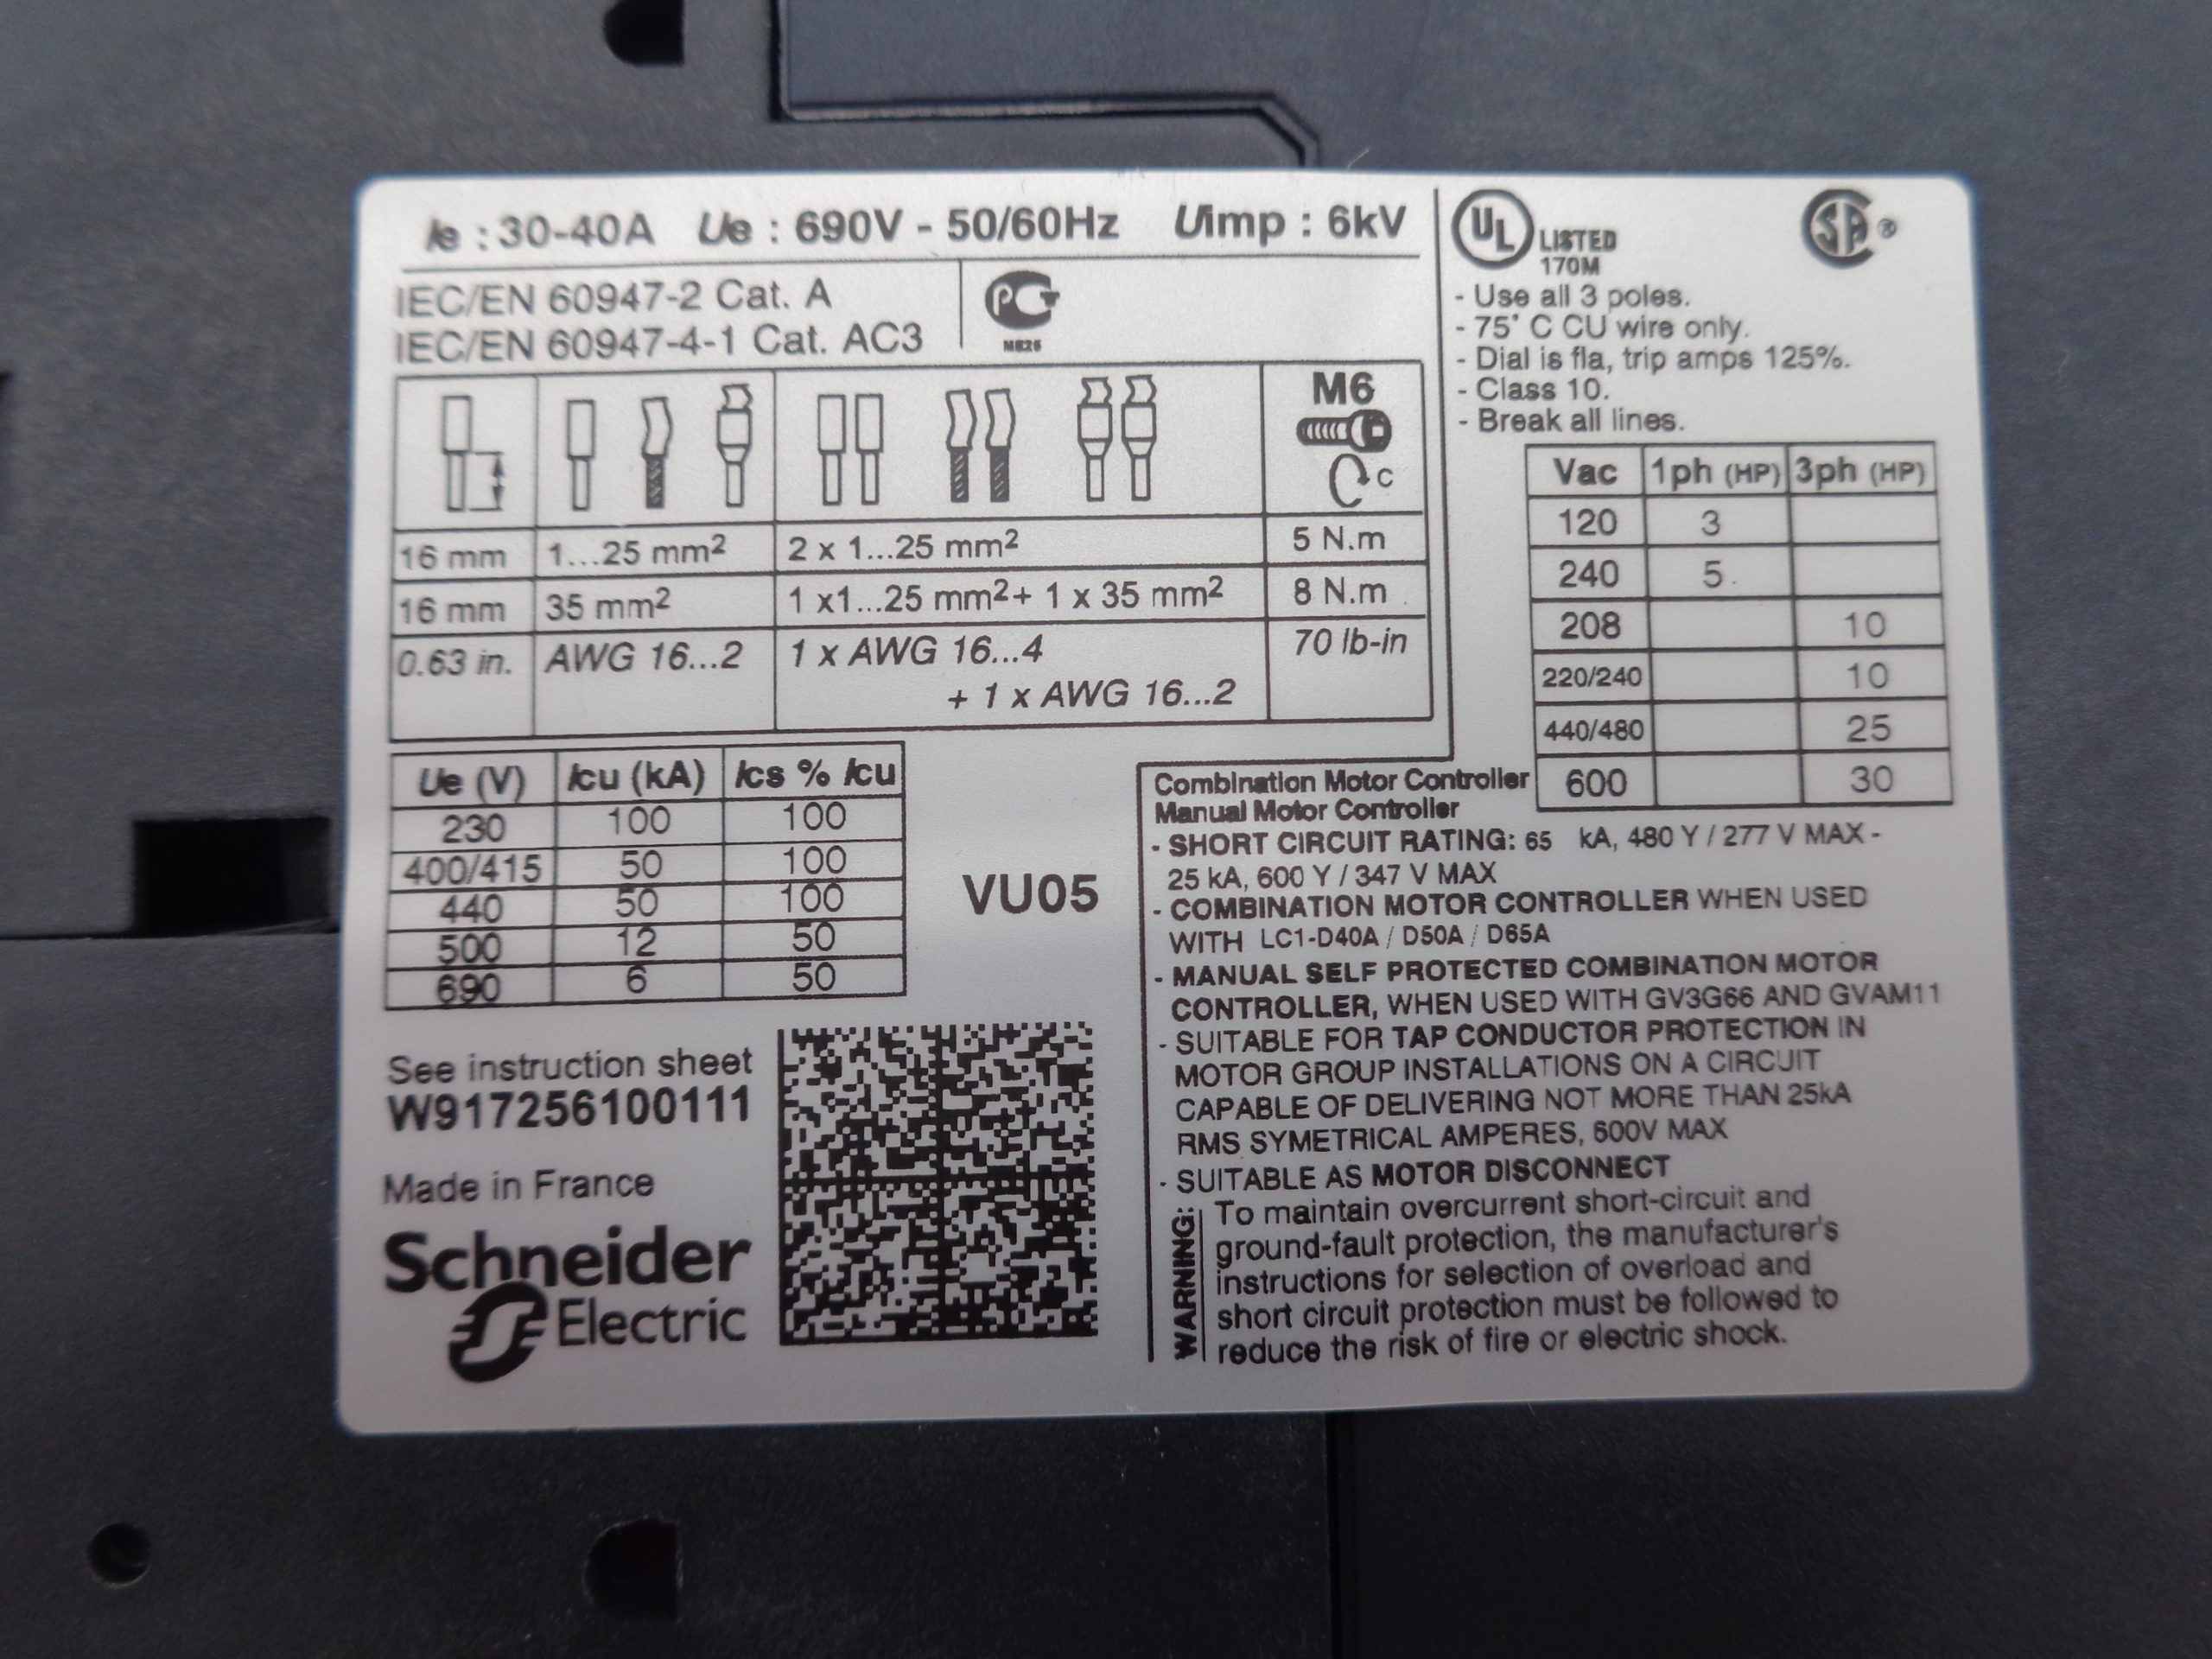 Ie : 30-40A Ue : 690V - 50/60Hz Uimp : 6kV
IEC/EN 60947-2 Cat. A
IEC/EN 60947-4-1 Cat. AC3
PC
ME25
M6
C
16 mm 1...25 mm² 2 x 1...25 mm² 5 N.m
16 mm 35 mm² 1 x1...25 mm²+ 1 x 35 mm² 8 N.m
0.63 in. AWG 16...2 1 x AWG 16...4 70 lb-in
+ 1 x AWG 16...2
Ue (V) Icu (kA) Ics % Icu
230 100 100
400/415 50 100
440 50 100
500 12 50
690 6 50
VU05
See instruction sheet
W917256100111
Made in France
Schneider
Electric
UL LISTED
170M
SA ®
- Use all 3 poles.
- 75° C CU wire only.
- Dial is fla, trip amps 125%.
- Class 10.
- Break all lines.
Vac 1ph (HP) 3ph (HP)
120 3
240 5
208 10
220/240 10
440/480 25
600 30
Combination Motor Controller
Manual Motor Controller
- SHORT CIRCUIT RATING: 65 kA, 480 Y / 277 V MAX -
25 kA, 600 Y / 347 V MAX
- COMBINATION MOTOR CONTROLLER WHEN USED
WITH LC1-D40A / D50A / D65A
- MANUAL SELF PROTECTED COMBINATION MOTOR
CONTROLLER, WHEN USED WITH GV3G66 AND GVAM11
- SUITABLE FOR TAP CONDUCTOR PROTECTION IN
MOTOR GROUP INSTALLATIONS ON A CIRCUIT
CAPABLE OF DELIVERING NOT MORE THAN 25kA
RMS SYMETRICAL AMPERES, 600V MAX
- SUITABLE AS MOTOR DISCONNECT
WARNING:
To maintain overcurrent short-circuit and
ground-fault protection, the manufacturer's
instructions for selection of overload and
short circuit protection must be followed to
reduce the risk of fire or electric shock.